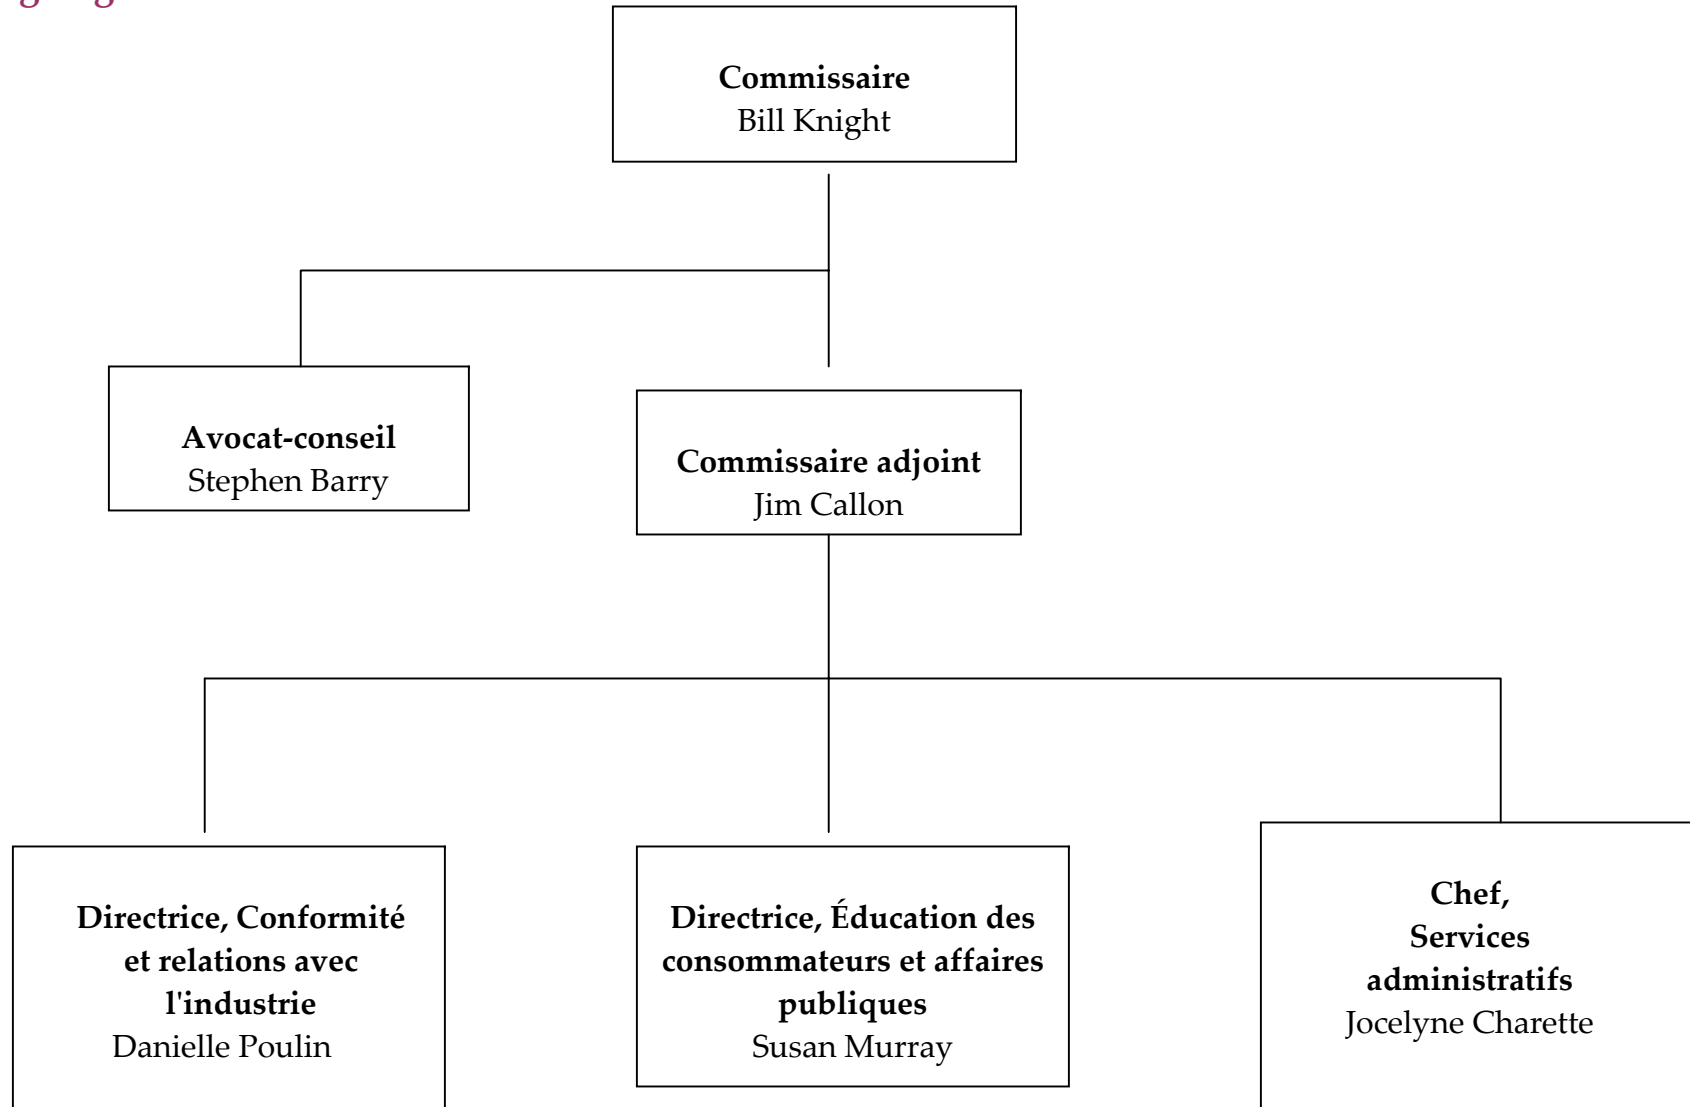 Commissaire
Bill Knight
Avocat-conseil
Stephen Barry
Commissaire adjoint
Jim Callon
Directrice, Conformité
et relations avec
l'industrie
Danielle Poulin
Directrice, Éducation des
consommateurs et affaires
publiques
Susan Murray
Chef,
Services
administratifs
Jocelyne Charette